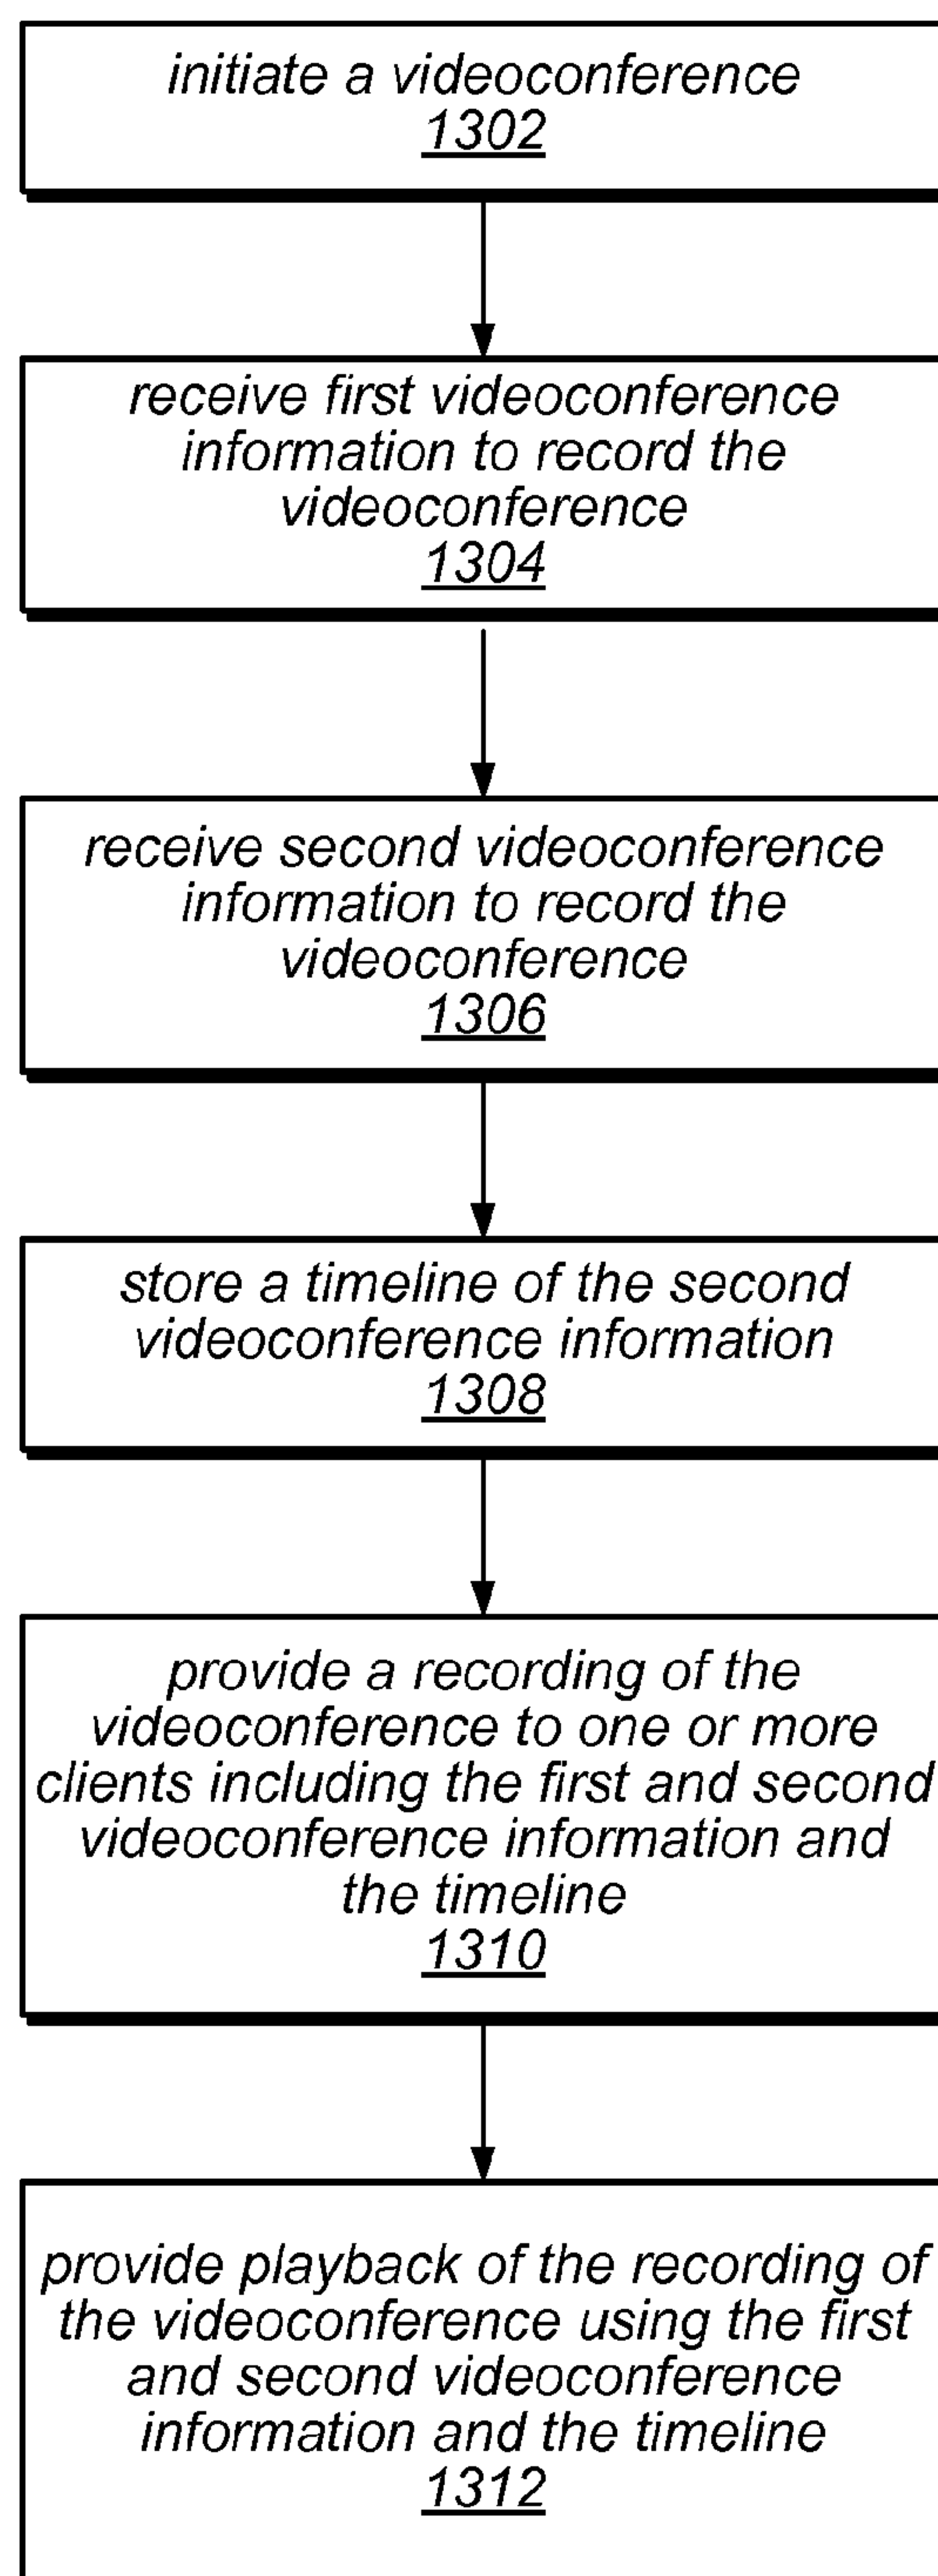 initiate a videoconference
1302
receive first videoconference
information to record the
videoconference
1304
receive second videoconference
information to record the
videoconference
1306
store a timeline of the second
videoconference information
1308
provide a recording of the
videoconference to one or more
clients including the first and second
videoconference information and
the timeline
1310
provide playback of the recording of
the videoconference using the first
and second videoconference
information and the timeline
1312